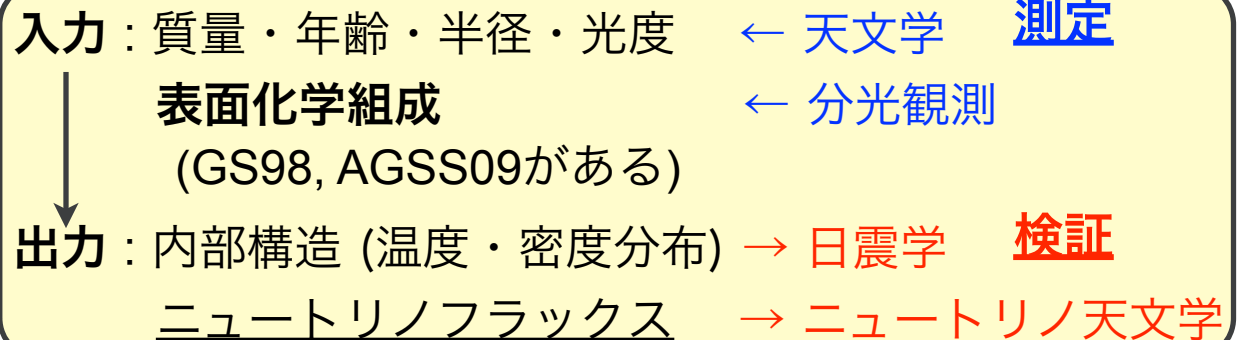 入力：質量・年齢・半径・光度 ← 天文学 測定
表面化学組成 ← 分光観測
(GS98, AGSS09がある)
出力：内部構造 (温度・密度分布) → 日震学 検証
ニュートリノフラックス → ニュートリノ天文学